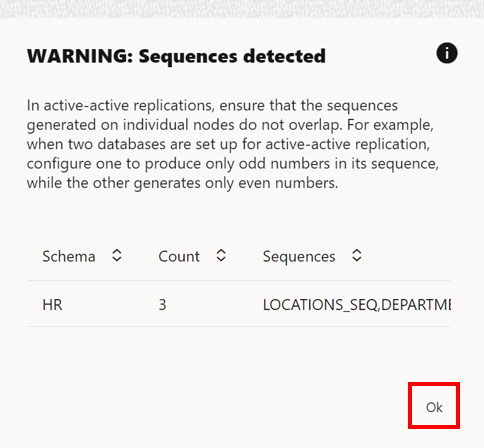 WARNING: Sequences detected
In active-active replications, ensure that the sequences
generated on individual nodes do not overlap. For example,
when two databases are set up for active-active replication,
configure one to produce only odd numbers in its sequence,
while the other generates only even numbers.
Schema Count Sequences
HR 3 LOCATIONS_SEQ,DEPARTME
Ok